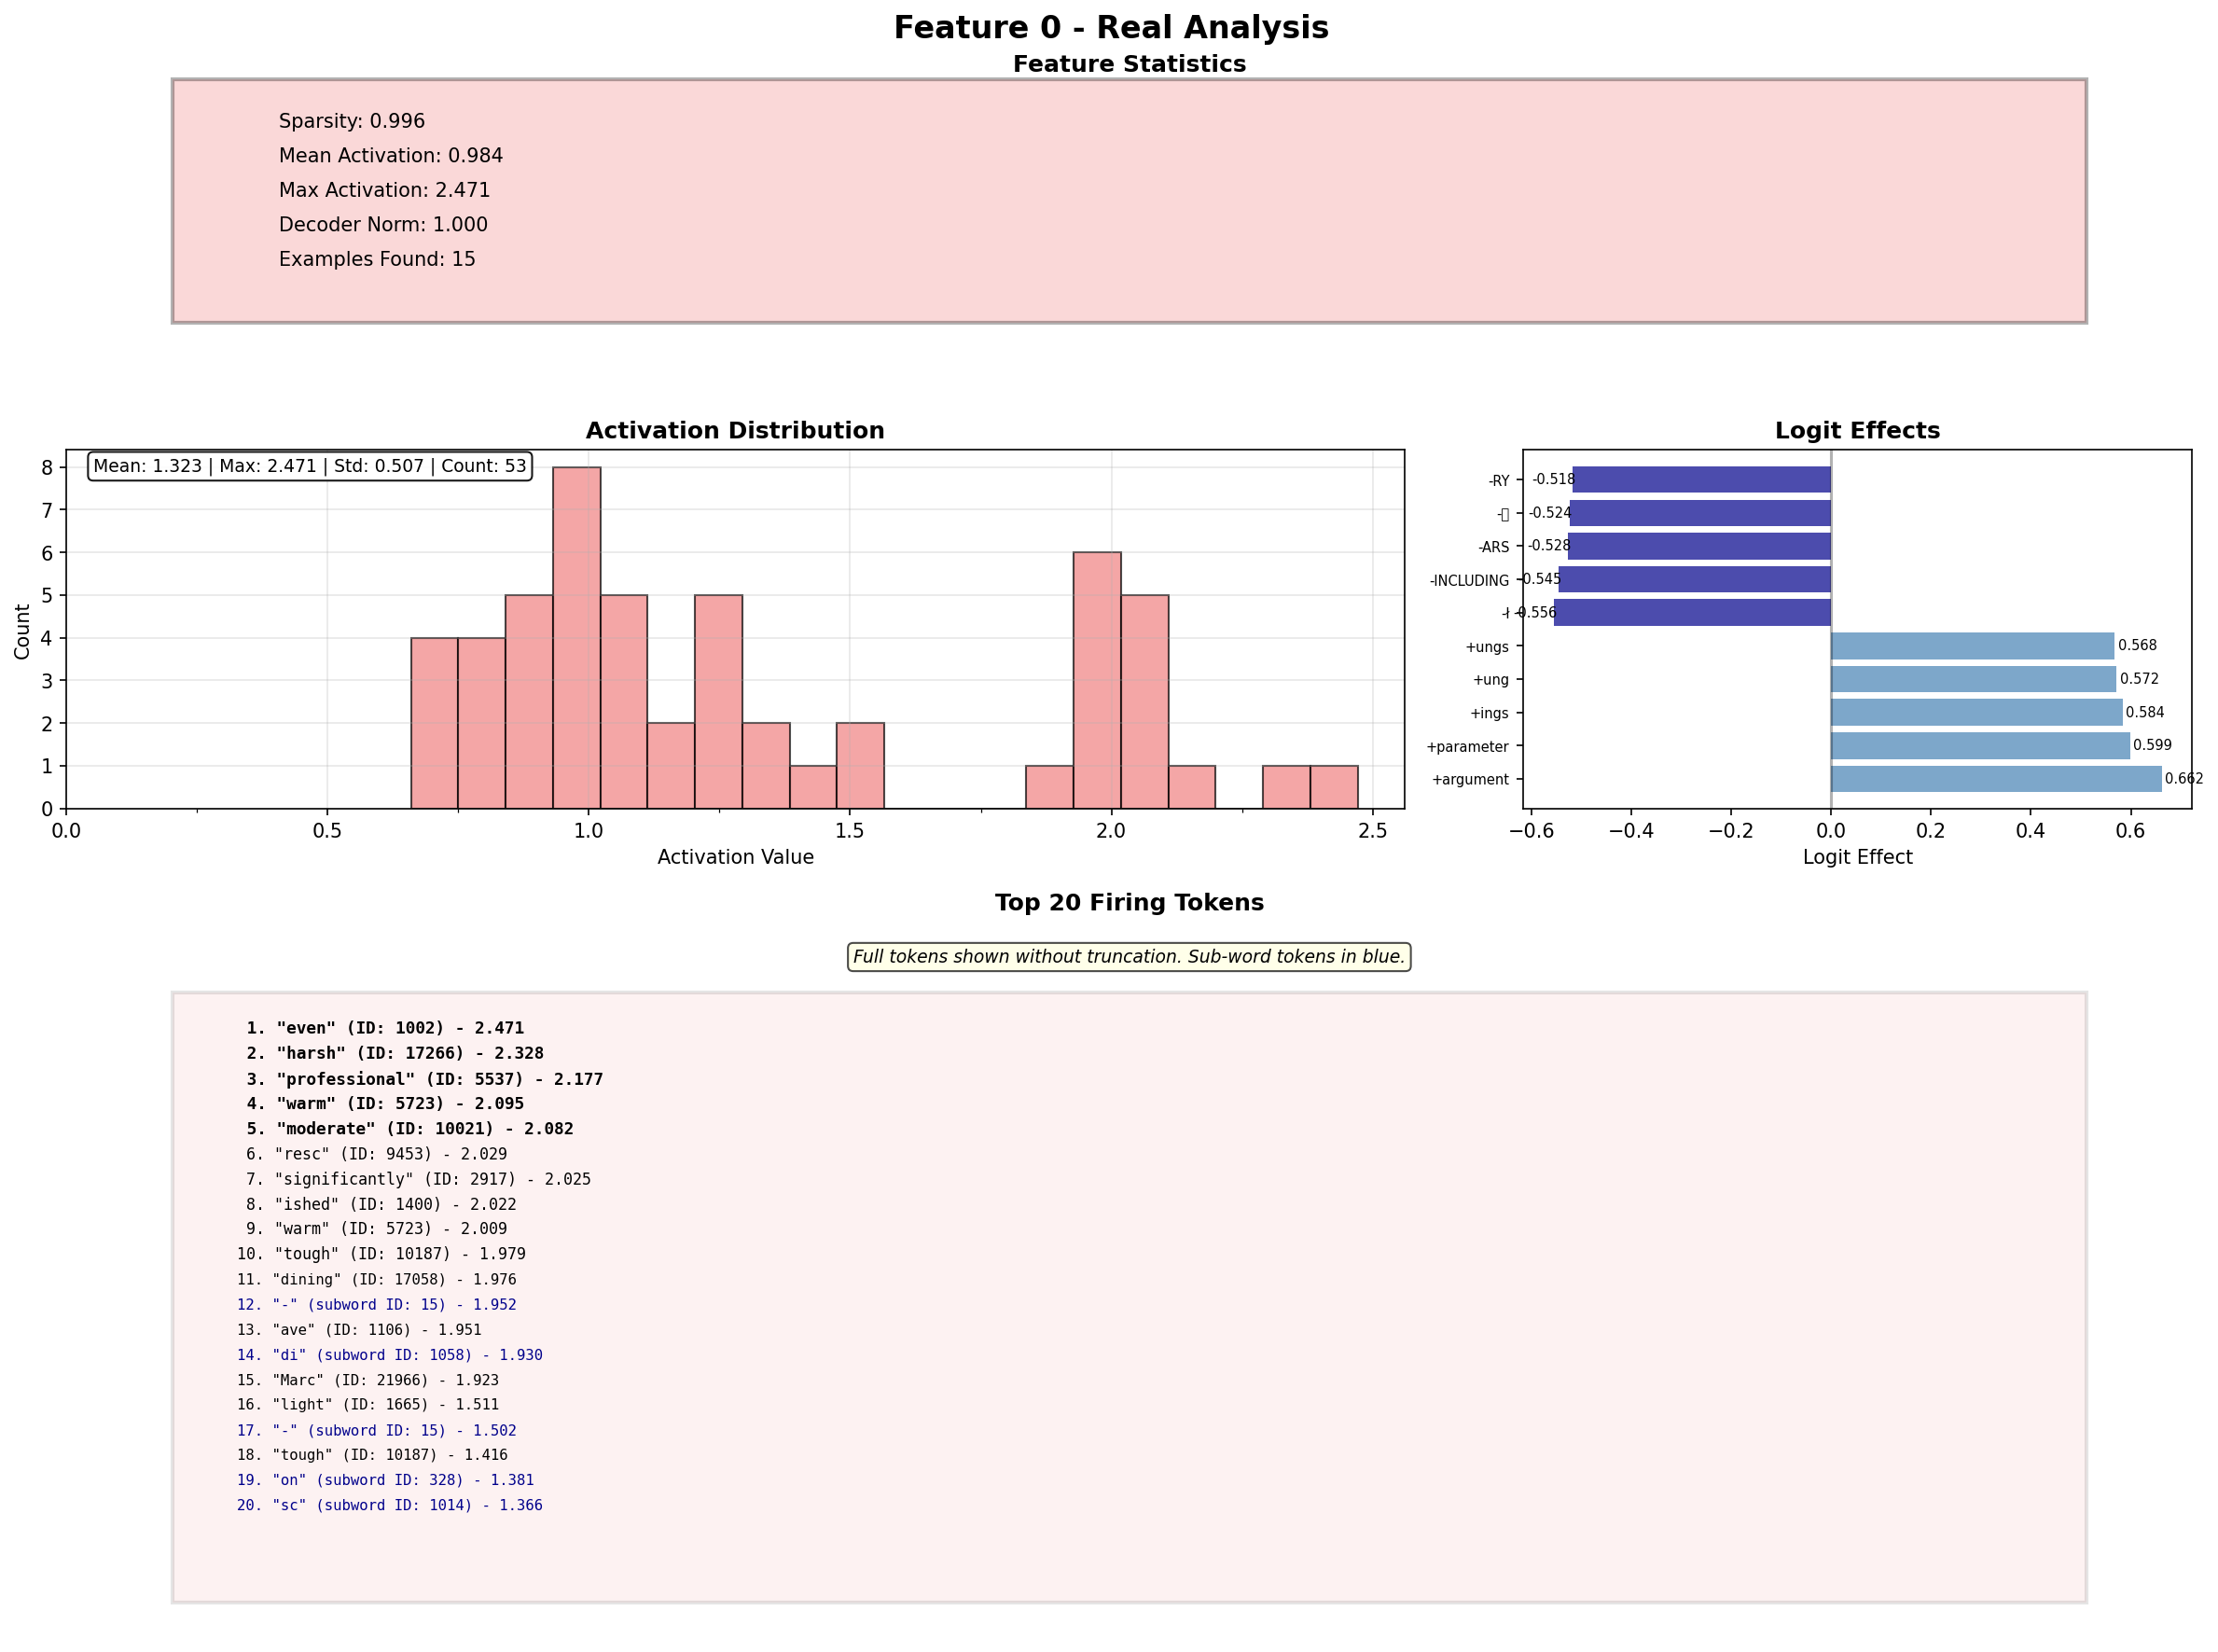 Feature 0 - Real Analysis
Feature Statistics
Sparsity: 0.996
Mean Activation: 0.984
Max Activation: 2.471
Decoder Norm: 1.000
Examples Found: 15
Activation Distribution
Mean: 1.323 | Max: 2.471 | Std: 0.507 | Count: 53
8
7
6
5
4
3
2
1
0
Count
0.0 0.5 1.0 1.5 2.0 2.5
Activation Value
Logit Effects
-RY -0.518
-▯ -0.524
-ARS -0.528
-INCLUDING -0.545
-ł -0.556
+ungs 0.568
+ung 0.572
+ings 0.584
+parameter 0.599
+argument 0.662
−0.6 −0.4 −0.2 0.0 0.2 0.4 0.6
Logit Effect
Top 20 Firing Tokens
Full tokens shown without truncation. Sub-word tokens in blue.
1. "even" (ID: 1002) - 2.471
2. "harsh" (ID: 17266) - 2.328
3. "professional" (ID: 5537) - 2.177
4. "warm" (ID: 5723) - 2.095
5. "moderate" (ID: 10021) - 2.082
6. "resc" (ID: 9453) - 2.029
7. "significantly" (ID: 2917) - 2.025
8. "ished" (ID: 1400) - 2.022
9. "warm" (ID: 5723) - 2.009
10. "tough" (ID: 10187) - 1.979
11. "dining" (ID: 17058) - 1.976
12. "-" (subword ID: 15) - 1.952
13. "ave" (ID: 1106) - 1.951
14. "di" (subword ID: 1058) - 1.930
15. "Marc" (ID: 21966) - 1.923
16. "light" (ID: 1665) - 1.511
17. "-" (subword ID: 15) - 1.502
18. "tough" (ID: 10187) - 1.416
19. "on" (subword ID: 328) - 1.381
20. "sc" (subword ID: 1014) - 1.366